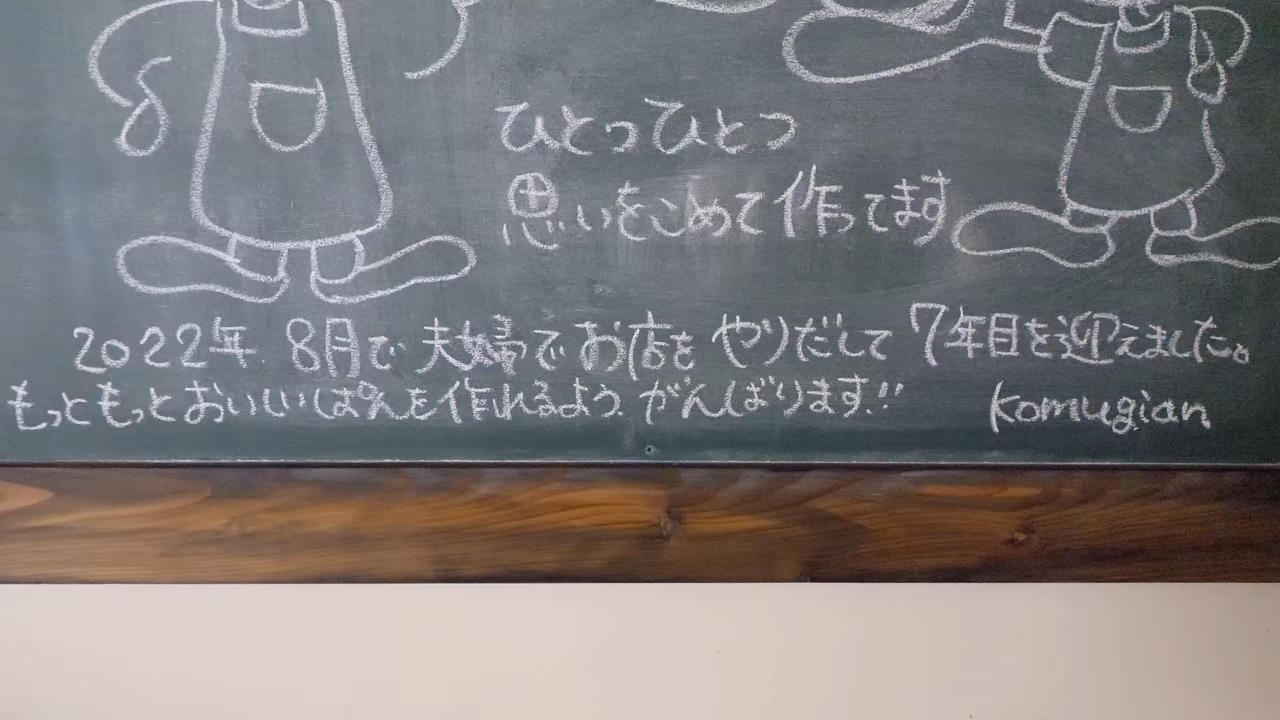 ひとつひとつ
思いをこめて作ってます
2022年 8月で夫婦でお店を やりだして 7年目を迎えました。
もっともっとおいしいぱんを作れるよう がんばります!!
Komugian